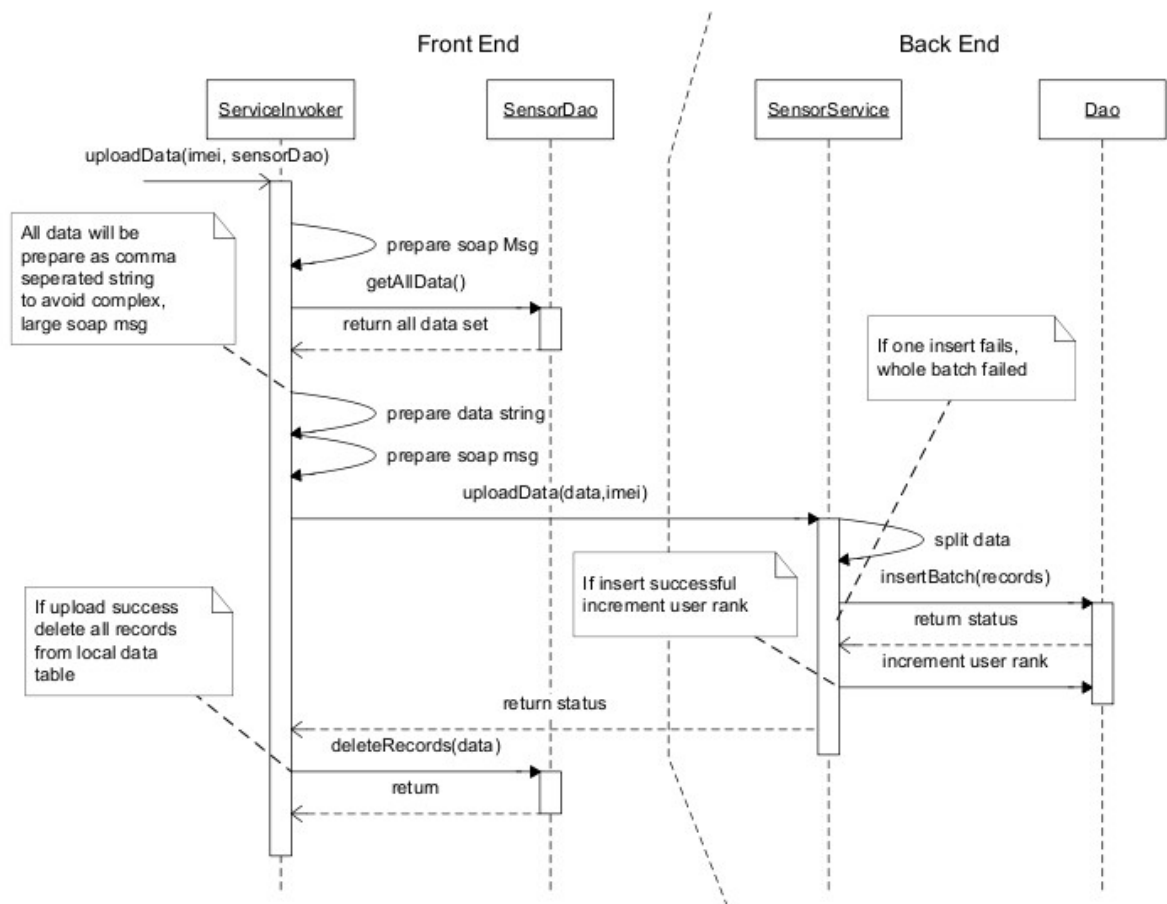 Front End
Back End
ServiceInvoker
SensorDao
SensorService
Dao
uploadData(imei, sensorDao)
All data will be
prepare as comma
seperated string
to avoid complex,
large soap msg
prepare soap Msg
getAllData()
return all data set
If one insert fails,
whole batch failed
prepare data string
prepare soap msg
uploadData(data,imei)
split data
insertBatch(records)
If insert successful
increment user rank
return status
increment user rank
If upload success
delete all records
from local data
table
return status
deleteRecords(data)
return